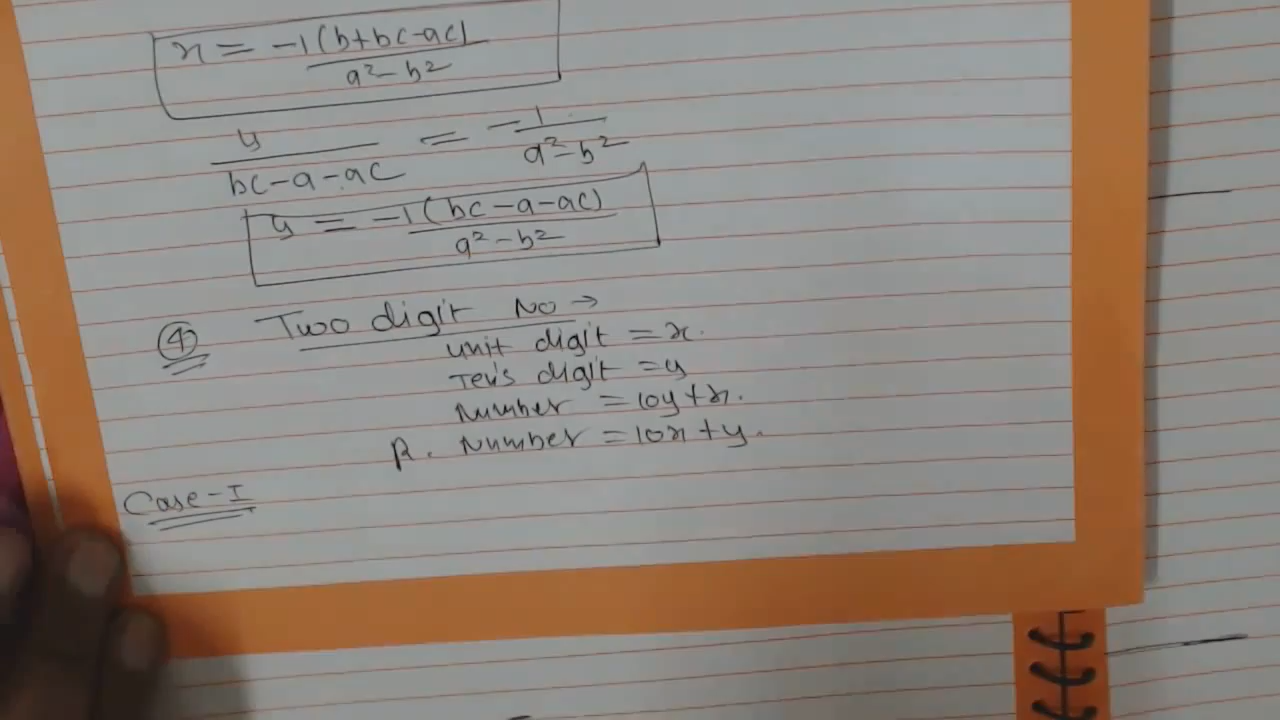 x = -1(b+bc-ac)
a²-b²
y / bc-a-ac = -1 / a²-b²
y = -1(bc-a-ac)
a²-b²
④ Two digit No →
unit digit = x.
Ten's digit = y
Number = 10y+x.
R. Number = 10x+y.
Case-I